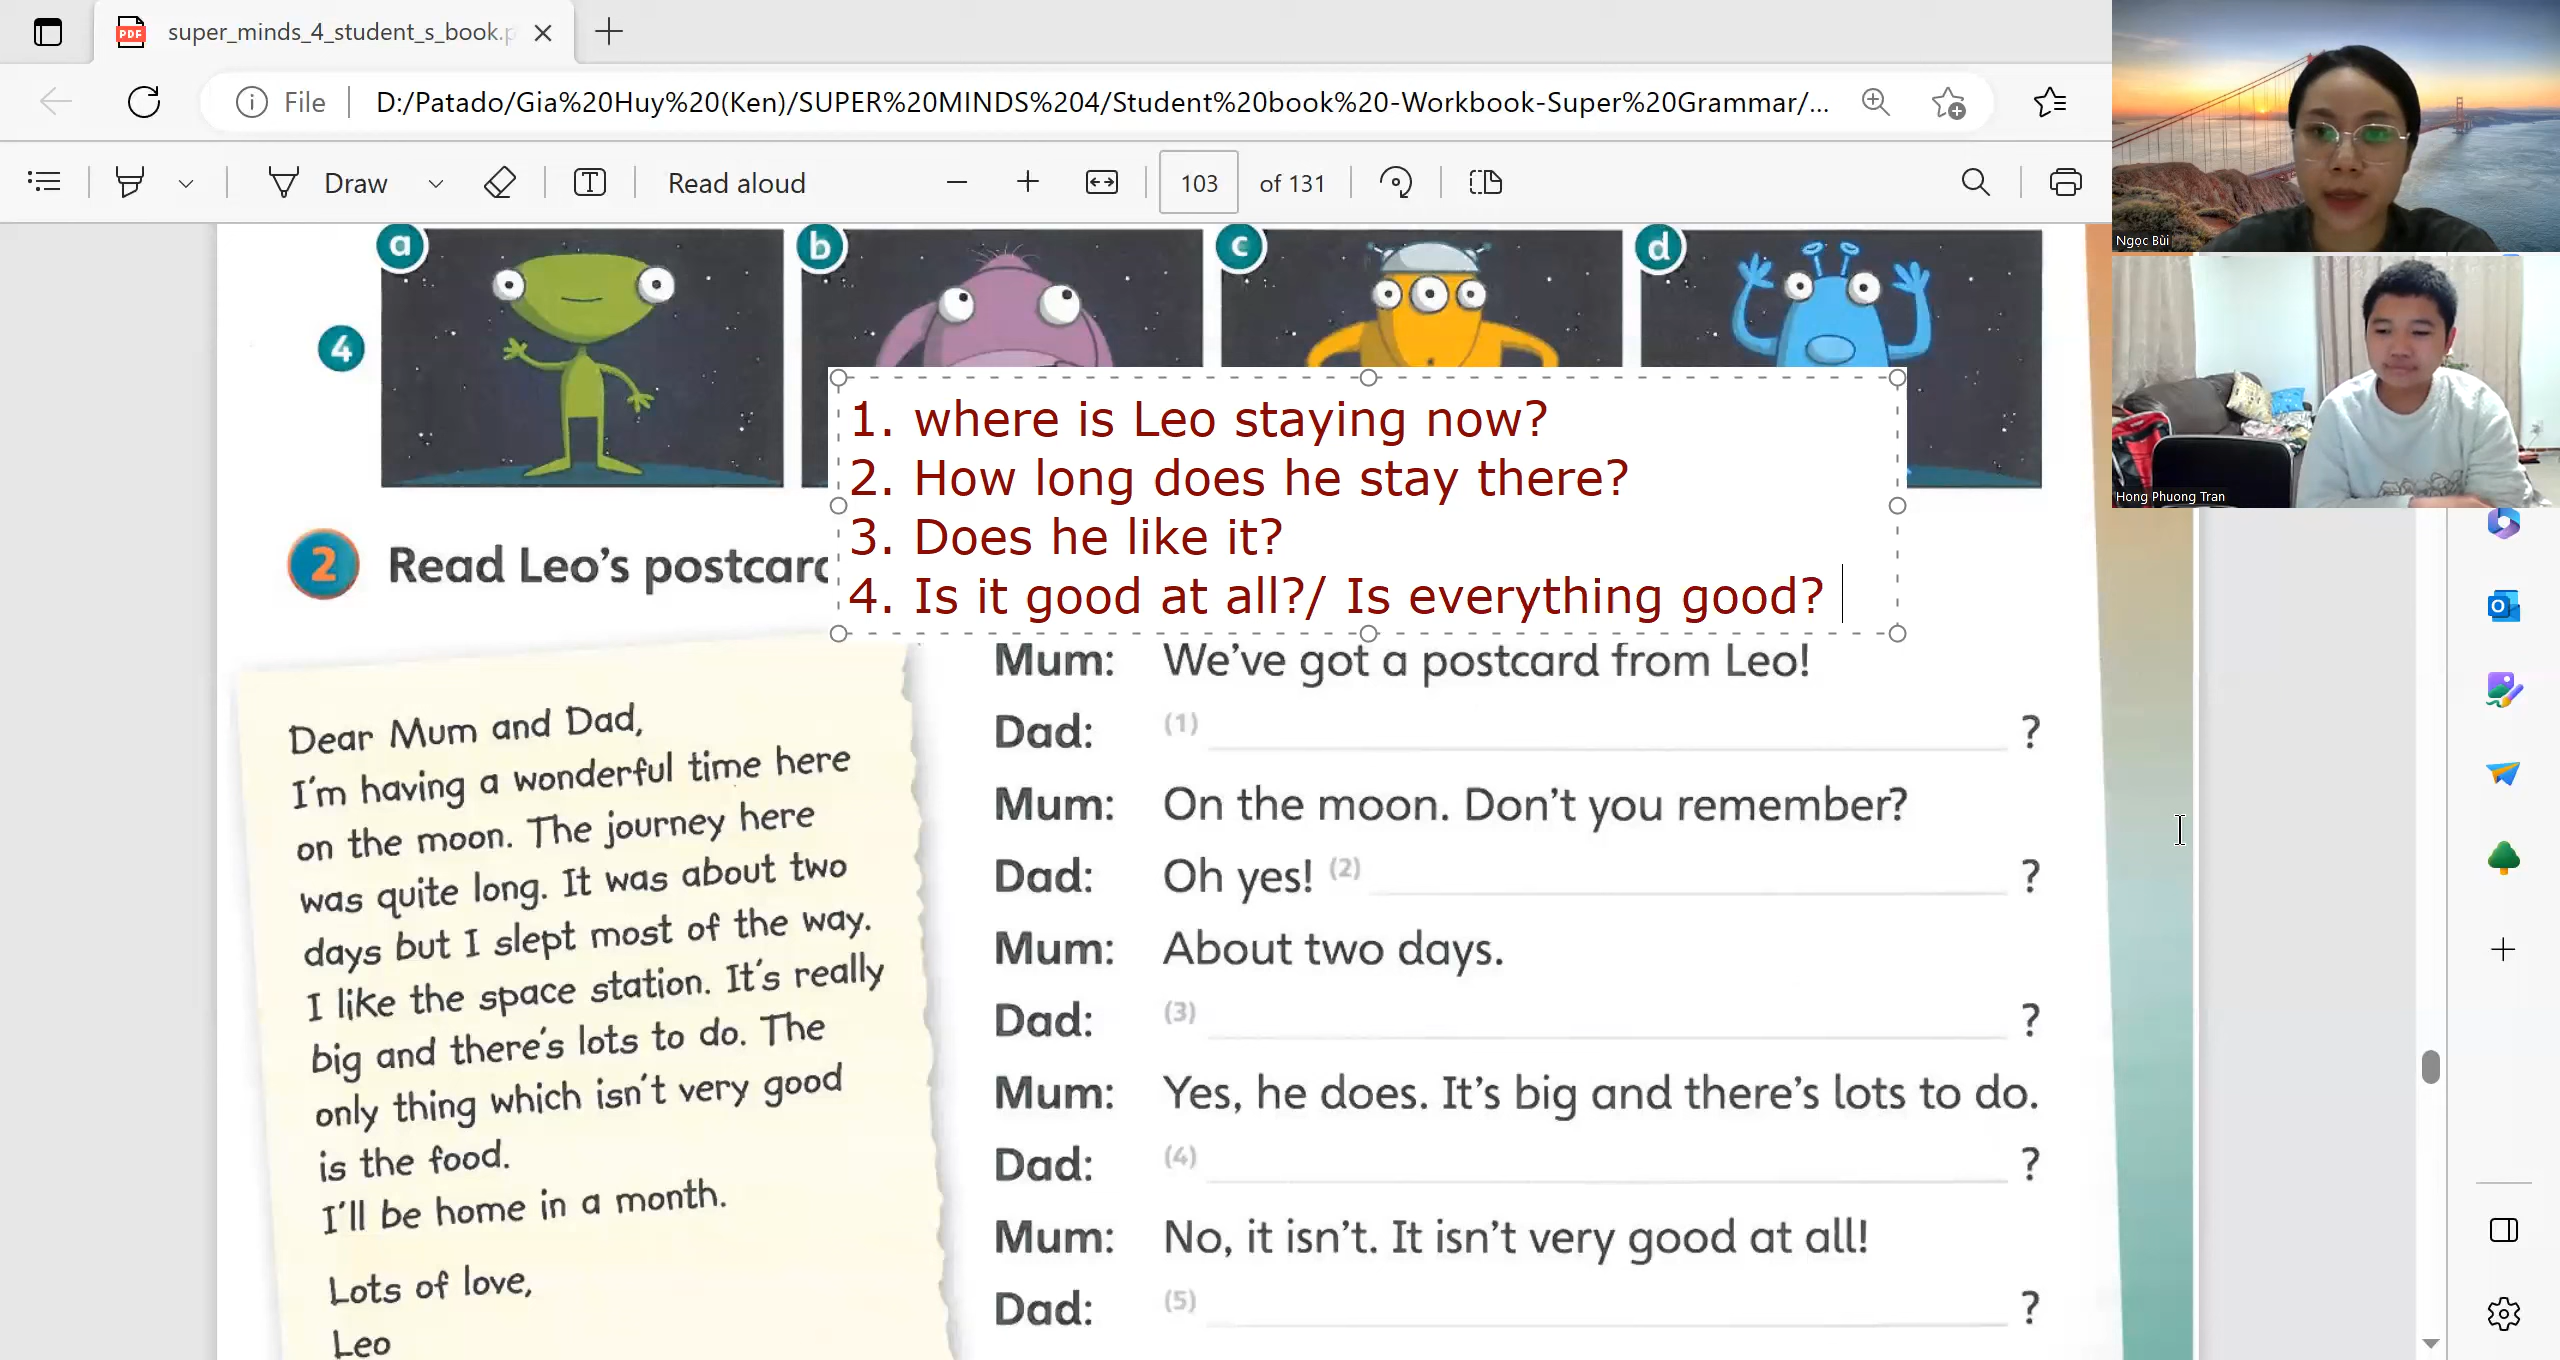 super_minds_4_student_s_book.p
File
D:/Patado/Gia%20Huy%20(Ken)/SUPER%20MINDS%204/Student%20book%20-Workbook-Super%20Grammar/...
Draw
Read aloud
103 of 131
Ngọc Bùi
Hong Phuong Tran
a
b
c
d
4
1. where is Leo staying now?
2. How long does he stay there?
3. Does he like it?
4. Is it good at all?/ Is everything good?
2 Read Leo's postcard
Dear Mum and Dad,
I'm having a wonderful time here
on the moon. The journey here
was quite long. It was about two
days but I slept most of the way.
I like the space station. It's really
big and there's lots to do. The
only thing which isn't very good
is the food.
I'll be home in a month.
Lots of love,
Leo
Mum: We've got a postcard from Leo!
Dad: (1) ?
Mum: On the moon. Don't you remember?
Dad: Oh yes! (2) ?
Mum: About two days.
Dad: (3) ?
Mum: Yes, he does. It's big and there's lots to do.
Dad: (4) ?
Mum: No, it isn't. It isn't very good at all!
Dad: (5) ?